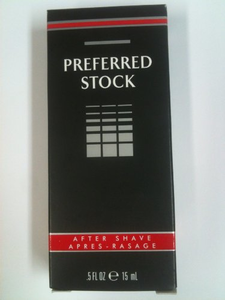 PREFERRED
STOCK
AFTER SHAVE
APRES-RASAGE
.5 FL OZ ℮ 15 mL